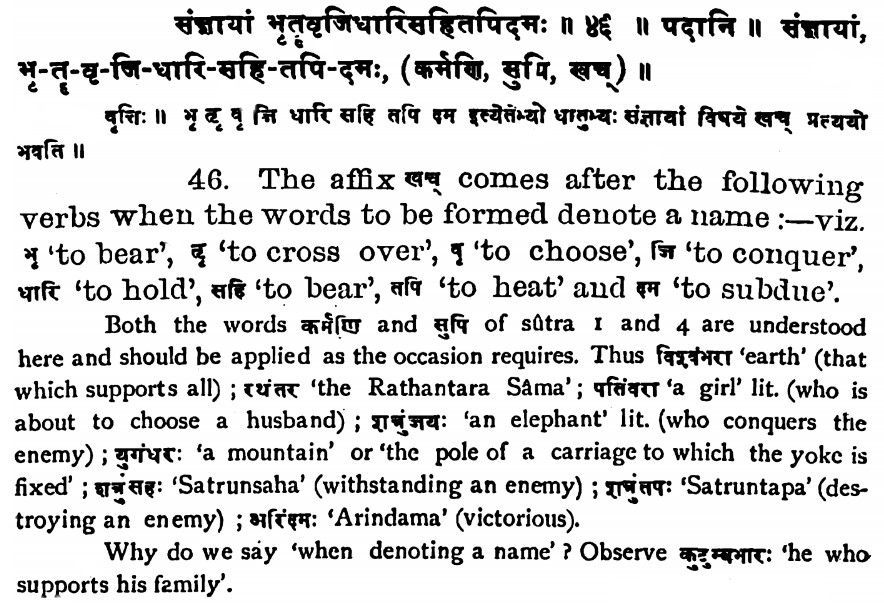 संज्ञायां भृतॄवृजिधारिसहितपिदमः ॥ ४६ ॥ पदानि ॥ संज्ञायां,
भृ-तॄ-वृ-जि-धारि-सहि-तपि-दमः, (कर्मणि, सुपि, खच्) ॥
वृत्तिः ॥ भृ तॄ वृ जि धारि सहि तपि दम इत्येतेभ्यो धातुभ्यः संज्ञायां विषये खच् प्रत्ययो
भवति ॥
46. The affix खच् comes after the following
verbs when the words to be formed denote a name :—viz.
भृ ‘to bear’, तॄ ‘to cross over’, वृ ‘to choose’, जि ‘to conquer’,
धारि ‘to hold’, सहि ‘to bear’, तपि ‘to heat’ and दम ‘to subdue’.
Both the words कर्मणि and सुपि of sûtra 1 and 4 are understood
here and should be applied as the occasion requires. Thus विश्वंभरा ‘earth’ (that
which supports all) ; रथंतर ‘the Rathantara Sâma’ ; पतिंवरा ‘a girl’ lit. (who is
about to choose a husband) ; शत्रुंजयः ‘an elephant’ lit. (who conquers the
enemy) ; युगंधरः ‘a mountain’ or ‘the pole of a carriage to which the yoke is
fixed’ ; शत्रुंसहः ‘Satrunsaha’ (withstanding an enemy) ; शत्रुंतपः ‘Satruntapa’ (des-
troying an enemy) ; अरिंदमः ‘Arindama’ (victorious).
Why do we say ‘when denoting a name’ ? Observe कुटुम्बभारः ‘he who
supports his family’.